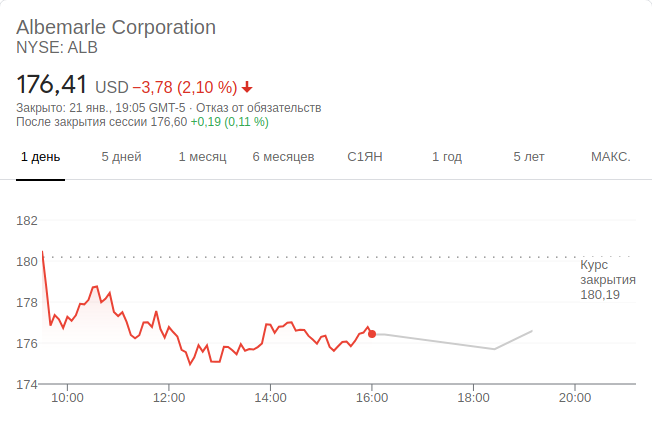 Albemarle Corporation
NYSE: ALB
176,41 USD −3,78 (2,10 %)
Закрыто: 21 янв., 19:05 GMT-5 · Отказ от обязательств
После закрытия сессии 176,60 +0,19 (0,11 %)
1 день 5 дней 1 месяц 6 месяцев С1ЯН 1 год 5 лет МАКС.
182
180
Курс
закрытия
180,19
178
176
174
10:00 12:00 14:00 16:00 18:00 20:00